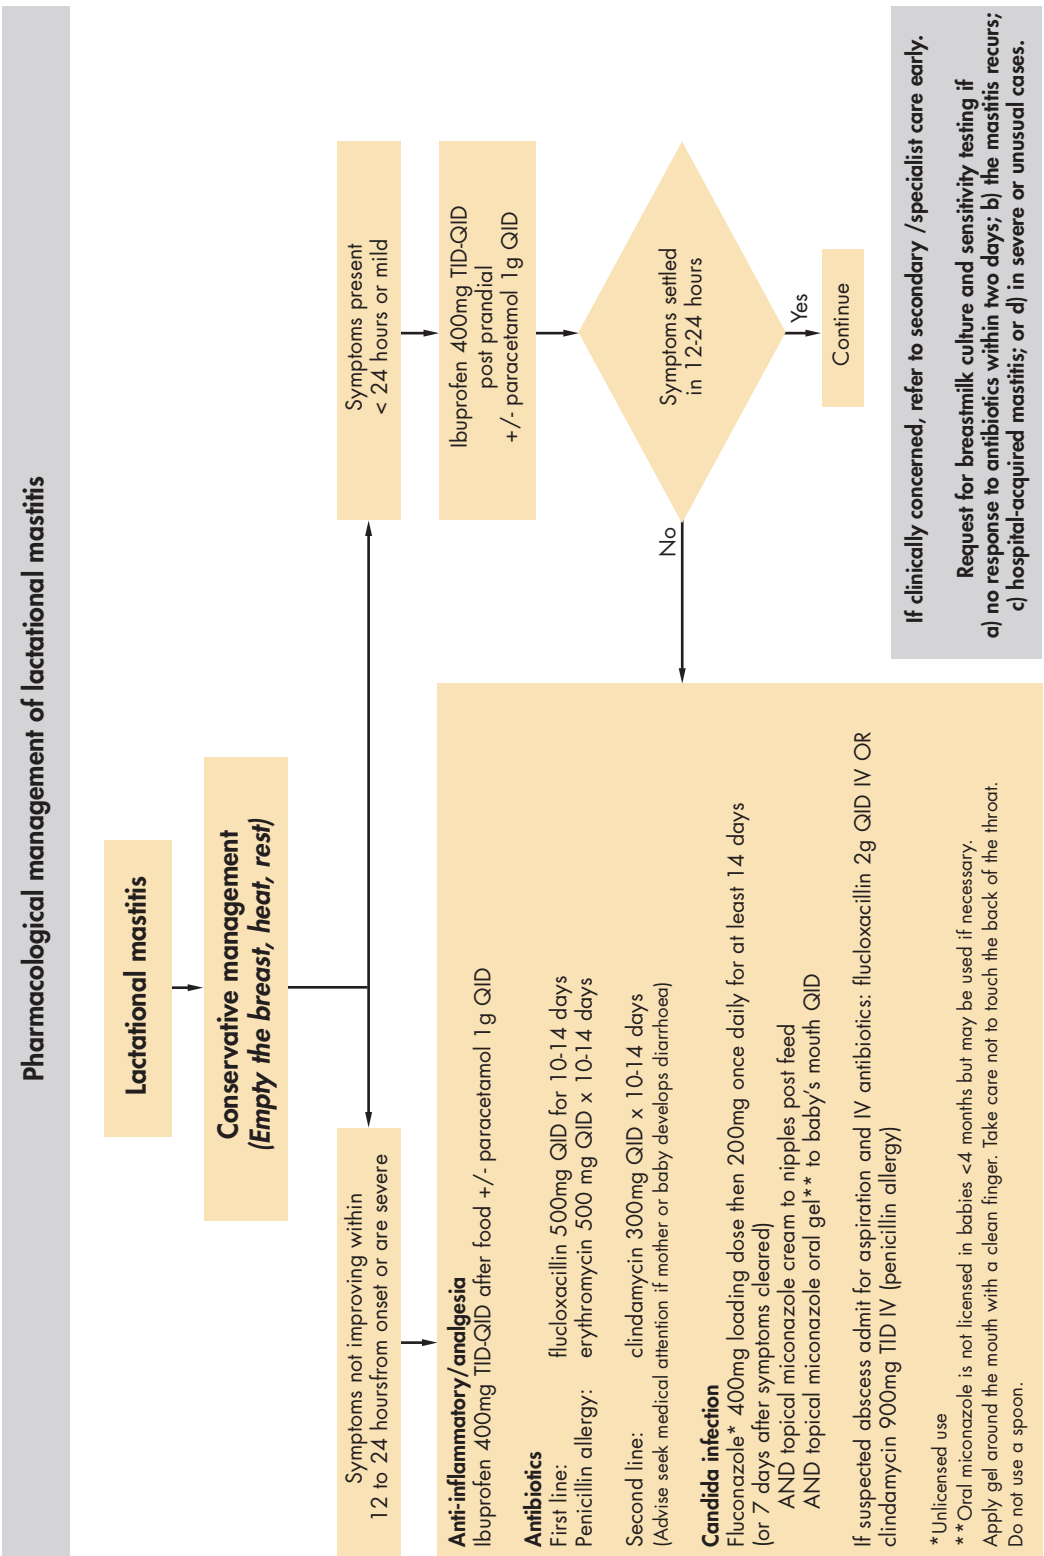 Pharmacological management of lactational mastitis
Lactational mastitis
Conservative management
(Empty the breast, heat, rest)
Symptoms not improving within
12 to 24 hoursfrom onset or are severe
Symptoms present
< 24 hours or mild
Ibuprofen 400mg TID-QID
post prandial
+/- paracetamol 1g QID
Symptoms settled
in 12-24 hours
No
Yes
Continue
Anti-inflammatory/analgesia
Ibuprofen 400mg TID-QID after food +/- paracetamol 1g QID
Antibiotics
First line: flucloxacillin 500mg QID for 10-14 days
Penicillin allergy: erythromycin 500 mg QID x 10-14 days
Second line: clindamycin 300mg QID x 10-14 days
(Advise seek medical attention if mother or baby develops diarrhoea)
Candida infection
Fluconazole* 400mg loading dose then 200mg once daily for at least 14 days
(or 7 days after symptoms cleared)
AND topical miconazole cream to nipples post feed
AND topical miconazole oral gel** to baby's mouth QID
If suspected abscess admit for aspiration and IV antibiotics: flucloxacillin 2g QID IV OR
clindamycin 900mg TID IV (penicillin allergy)
*Unlicensed use
**Oral miconazole is not licensed in babies <4 months but may be used if necessary.
Apply gel around the mouth with a clean finger. Take care not to touch the back of the throat.
Do not use a spoon.
If clinically concerned, refer to secondary /specialist care early.
Request for breastmilk culture and sensitivity testing if
a) no response to antibiotics within two days; b) the mastitis recurs;
c) hospital-acquired mastitis; or d) in severe or unusual cases.